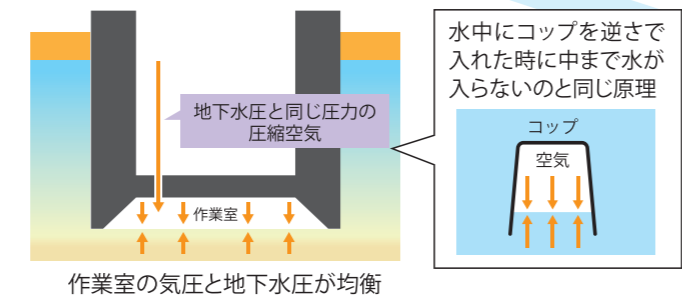 水中にコップを逆さで
入れた時に中まで水が
入らないのと同じ原理
コップ
空気
地下水圧と同じ圧力の
圧縮空気
作業室
作業室の気圧と地下水圧が均衡